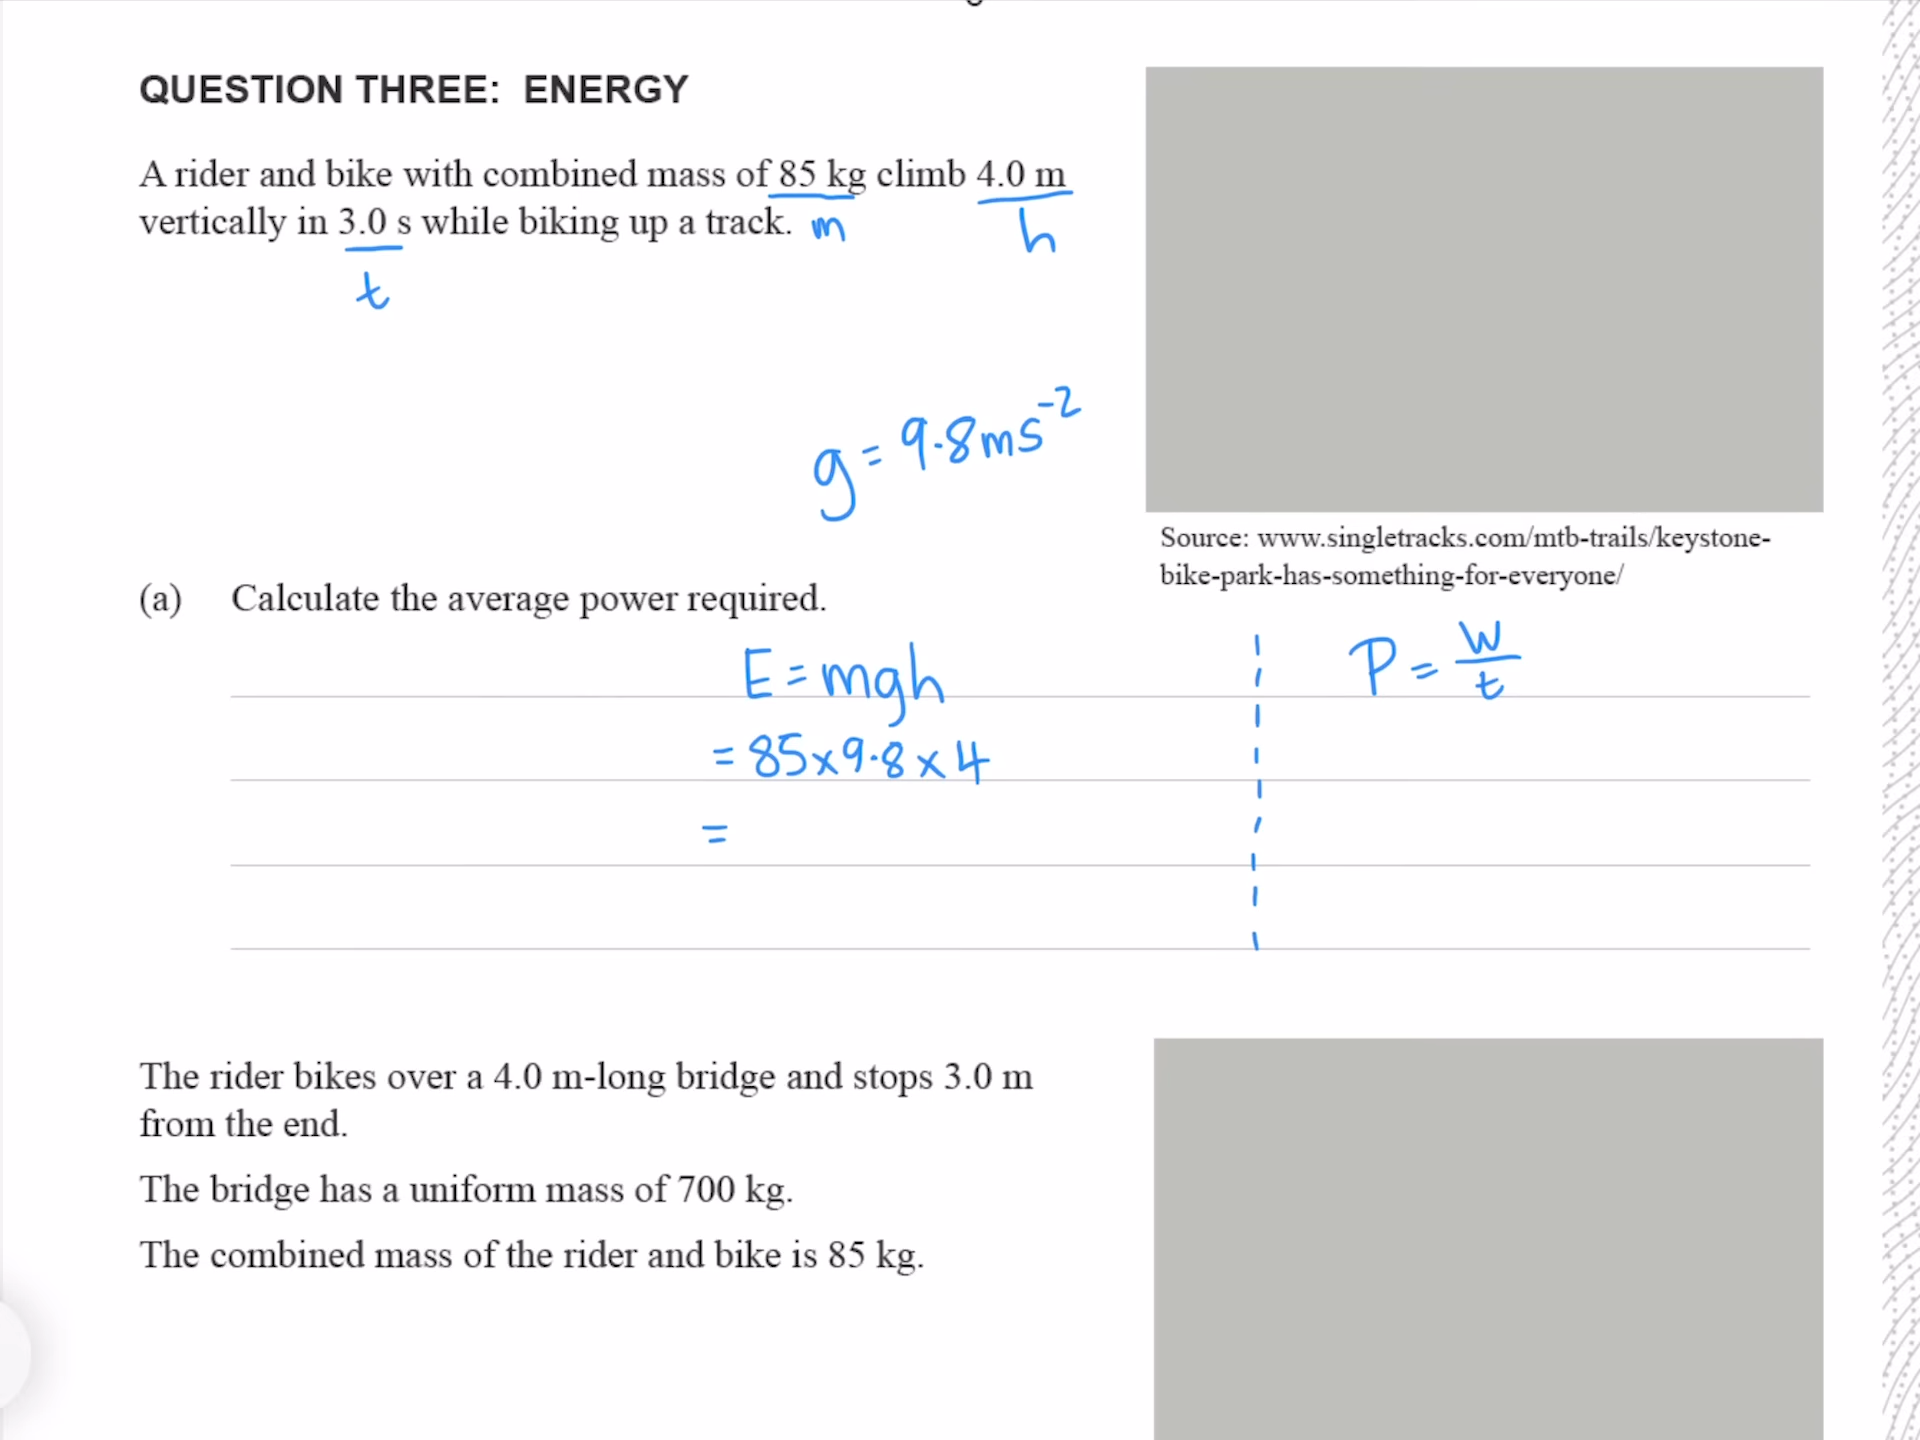 QUESTION THREE: ENERGY
A rider and bike with combined mass of 85 kg climb 4.0 m
vertically in 3.0 s while biking up a track.
m
h
t
g = 9.8ms⁻²
Source: www.singletracks.com/mtb-trails/keystone-
bike-park-has-something-for-everyone/
(a) Calculate the average power required.
E = mgh
= 85 × 9.8 × 4
=
P = W/t
The rider bikes over a 4.0 m-long bridge and stops 3.0 m
from the end.
The bridge has a uniform mass of 700 kg.
The combined mass of the rider and bike is 85 kg.